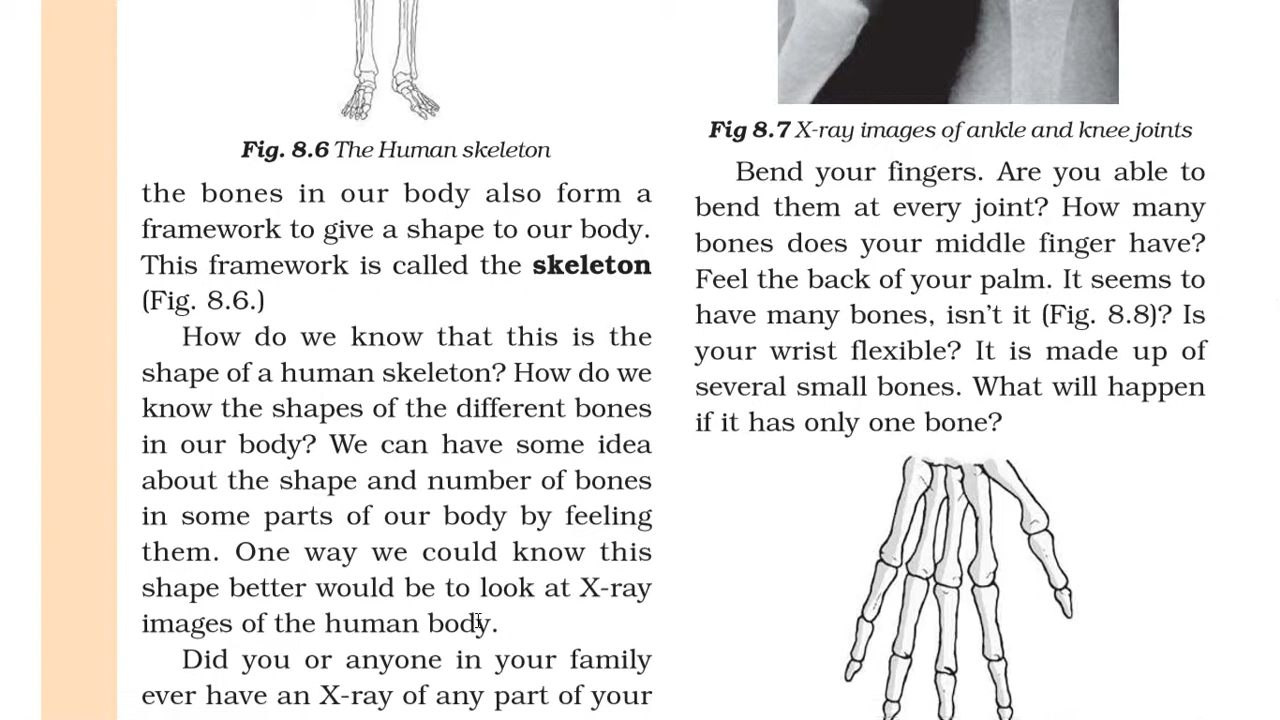 Fig. 8.6 The Human skeleton
the bones in our body also form a
framework to give a shape to our body.
This framework is called the skeleton
(Fig. 8.6.)
How do we know that this is the
shape of a human skeleton? How do we
know the shapes of the different bones
in our body? We can have some idea
about the shape and number of bones
in some parts of our body by feeling
them. One way we could know this
shape better would be to look at X-ray
images of the human body.
Did you or anyone in your family
ever have an X-ray of any part of your
Fig 8.7 X-ray images of ankle and knee joints
Bend your fingers. Are you able to
bend them at every joint? How many
bones does your middle finger have?
Feel the back of your palm. It seems to
have many bones, isn't it (Fig. 8.8)? Is
your wrist flexible? It is made up of
several small bones. What will happen
if it has only one bone?